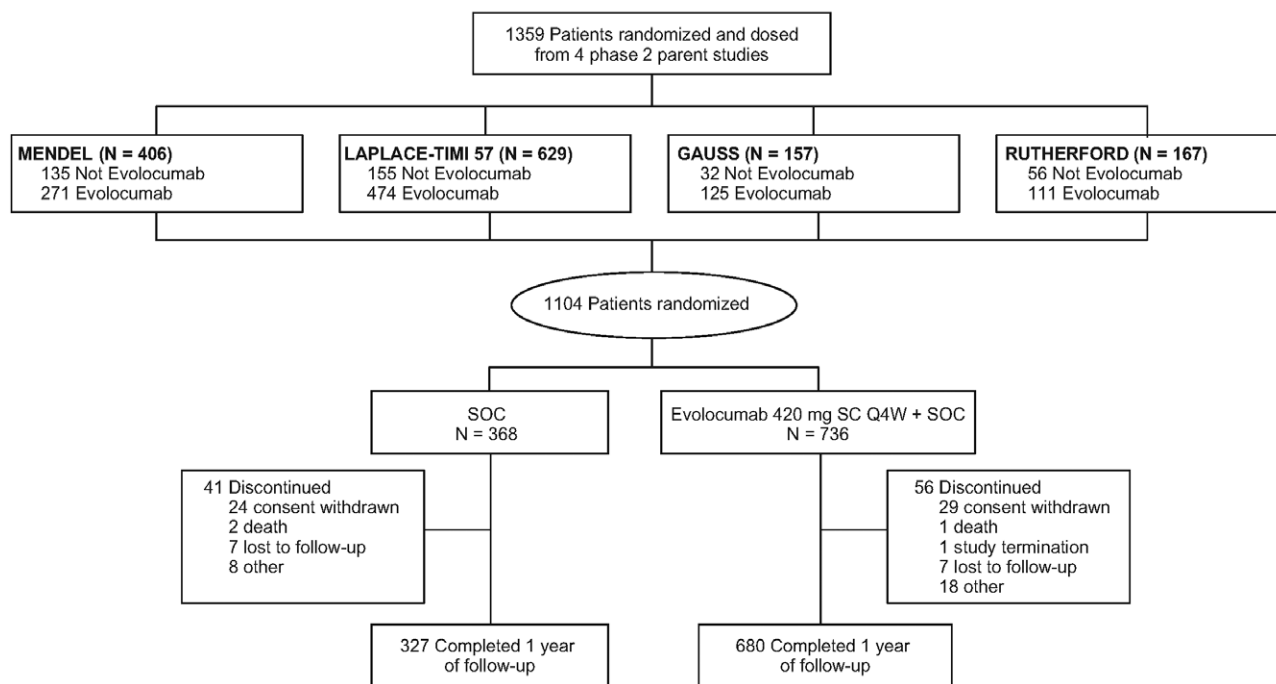 1359 Patients randomized and dosed
from 4 phase 2 parent studies
MENDEL (N = 406)
135 Not Evolocumab
271 Evolocumab
LAPLACE-TIMI 57 (N = 629)
155 Not Evolocumab
474 Evolocumab
GAUSS (N = 157)
32 Not Evolocumab
125 Evolocumab
RUTHERFORD (N = 167)
56 Not Evolocumab
111 Evolocumab
1104 Patients randomized
SOC
N = 368
Evolocumab 420 mg SC Q4W + SOC
N = 736
41 Discontinued
24 consent withdrawn
2 death
7 lost to follow-up
8 other
56 Discontinued
29 consent withdrawn
1 death
1 study termination
7 lost to follow-up
18 other
327 Completed 1 year
of follow-up
680 Completed 1 year
of follow-up